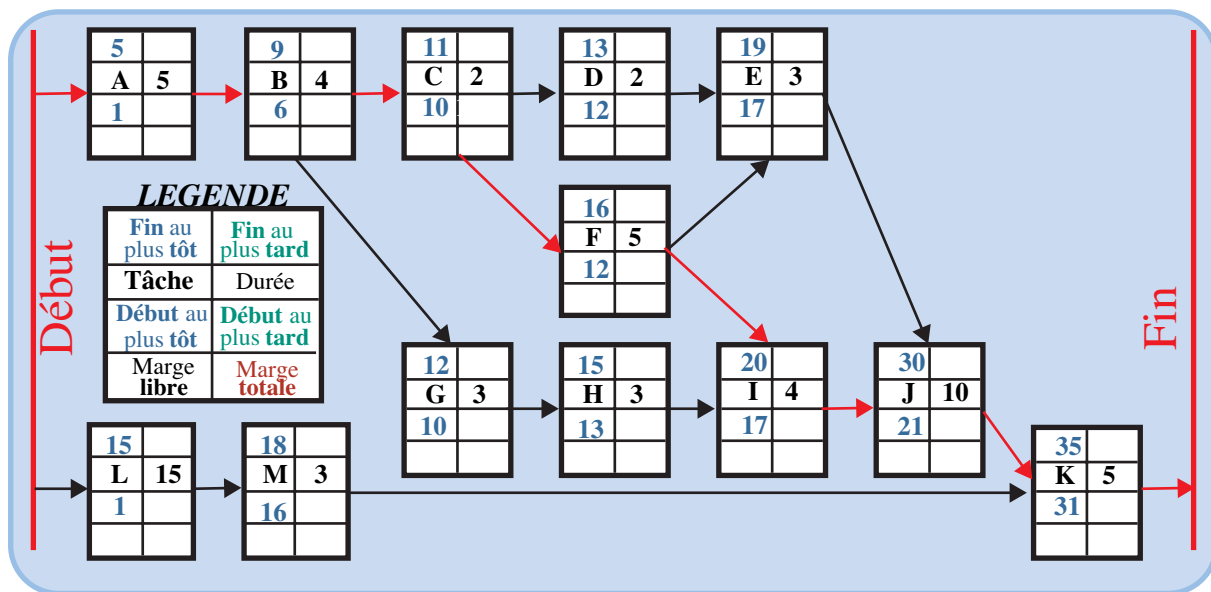 5
A 5
1
9
B 4
6
11
C 2
10
13
D 2
12
19
E 3
17
16
F 5
12
LEGENDE
Fin au
plus tôt
Fin au
plus tard
Tâche
Durée
Début au
plus tôt
Début au
plus tard
Marge
libre
Marge
totale
Début
Fin
12
G 3
10
15
H 3
13
20
I 4
17
30
J 10
21
15
L 15
1
18
M 3
16
35
K 5
31